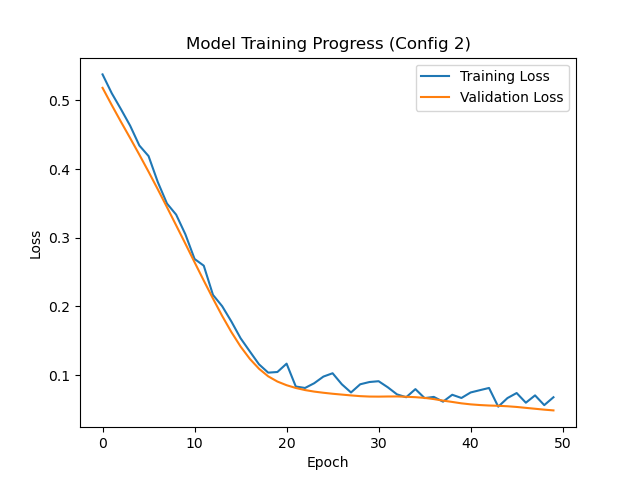 Model Training Progress (Config 2)
Training Loss
Validation Loss
Loss
0.5
0.4
0.3
0.2
0.1
0 10 20 30 40 50
Epoch